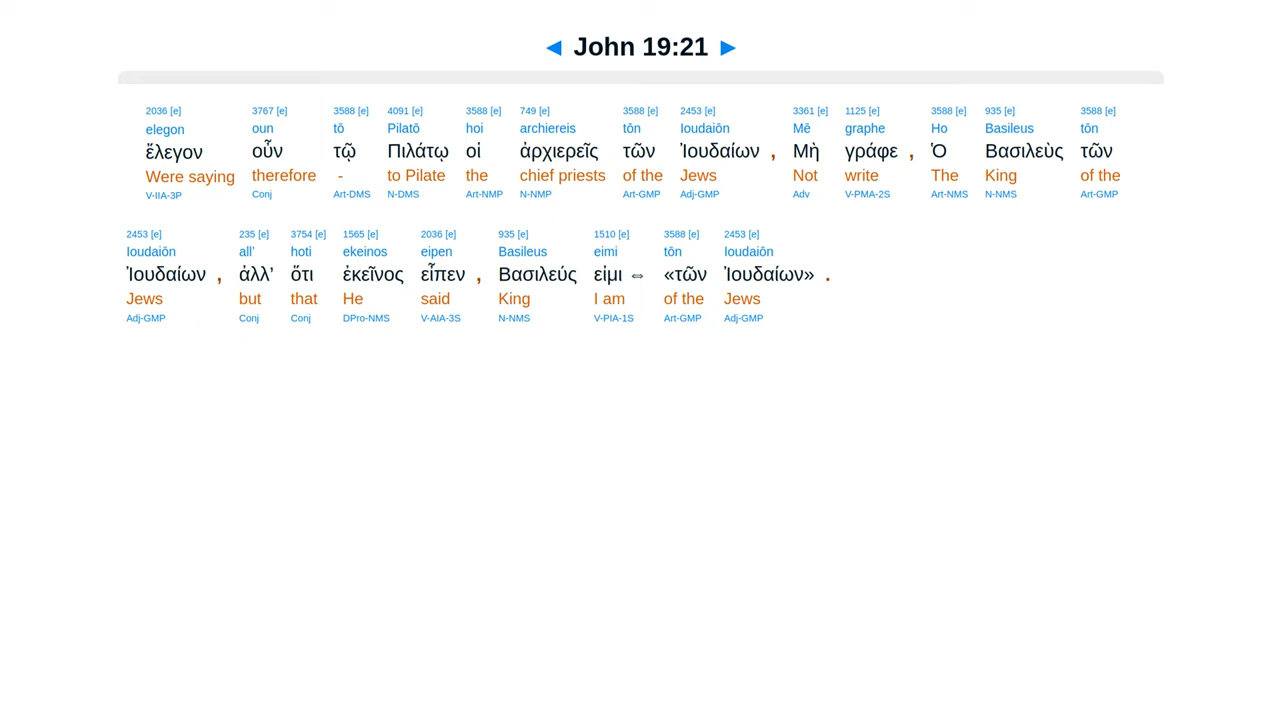 ◄ John 19:21 ►
2036 [e] 3767 [e] 3588 [e] 4091 [e] 3588 [e] 749 [e] 3588 [e] 2453 [e] 3361 [e] 1125 [e] 3588 [e] 935 [e] 3588 [e]
elegon oun tō Pilatō hoi archiereis tōn Ioudaiōn Mē graphe Ho Basileus tōn
ἔλεγον οὖν τῷ Πιλάτῳ οἱ ἀρχιερεῖς τῶν Ἰουδαίων , Μὴ γράφε , Ὁ Βασιλεὺς τῶν
Were saying therefore - to Pilate the chief priests of the Jews Not write The King of the
V-IIA-3P Conj Art-DMS N-DMS Art-NMP N-NMP Art-GMP Adj-GMP Adv V-PMA-2S Art-NMS N-NMS Art-GMP
2453 [e] 235 [e] 3754 [e] 1565 [e] 2036 [e] 935 [e] 1510 [e] 3588 [e] 2453 [e]
Ioudaiōn all’ hoti ekeinos eipen Basileus eimi tōn Ioudaiōn
Ἰουδαίων , ἀλλ’ ὅτι ἐκεῖνος εἶπεν , Βασιλεύς εἰμι ⇔ «τῶν Ἰουδαίων» .
Jews but that He said King I am of the Jews
Adj-GMP Conj Conj DPro-NMS V-AIA-3S N-NMS V-PIA-1S Art-GMP Adj-GMP